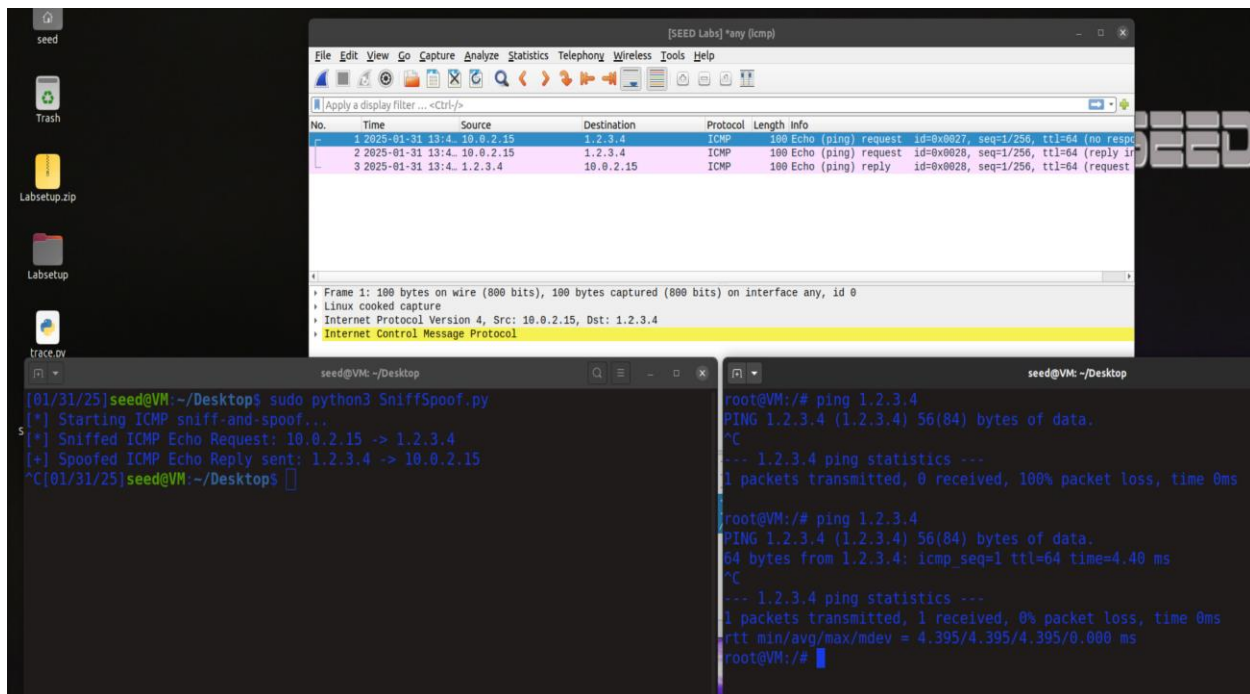 seed
Trash
Labsetup.zip
Labsetup
trace.py
[SEED Labs] *any (icmp)
File Edit View Go Capture Analyze Statistics Telephony Wireless Tools Help
Apply a display filter ... <Ctrl-/>
No. Time Source Destination Protocol Length Info
1 2025-01-31 13:4… 10.0.2.15 1.2.3.4 ICMP 100 Echo (ping) request id=0x0027, seq=1/256, ttl=64 (no respo
2 2025-01-31 13:4… 10.0.2.15 1.2.3.4 ICMP 100 Echo (ping) request id=0x0028, seq=1/256, ttl=64 (reply in
3 2025-01-31 13:4… 1.2.3.4 10.0.2.15 ICMP 100 Echo (ping) reply id=0x0028, seq=1/256, ttl=64 (request
SEED
Frame 1: 100 bytes on wire (800 bits), 100 bytes captured (800 bits) on interface any, id 0
Linux cooked capture
Internet Protocol Version 4, Src: 10.0.2.15, Dst: 1.2.3.4
Internet Control Message Protocol
seed@VM: ~/Desktop
[01/31/25]seed@VM:~/Desktop$ sudo python3 SniffSpoof.py
[*] Starting ICMP sniff-and-spoof...
[*] Sniffed ICMP Echo Request: 10.0.2.15 -> 1.2.3.4
[+] Spoofed ICMP Echo Reply sent: 1.2.3.4 -> 10.0.2.15
^C[01/31/25]seed@VM:~/Desktop$
s
seed@VM: ~/Desktop
root@VM:/# ping 1.2.3.4
PING 1.2.3.4 (1.2.3.4) 56(84) bytes of data.
^C
--- 1.2.3.4 ping statistics ---
1 packets transmitted, 0 received, 100% packet loss, time 0ms
root@VM:/# ping 1.2.3.4
PING 1.2.3.4 (1.2.3.4) 56(84) bytes of data.
64 bytes from 1.2.3.4: icmp_seq=1 ttl=64 time=4.40 ms
^C
--- 1.2.3.4 ping statistics ---
1 packets transmitted, 1 received, 0% packet loss, time 0ms
rtt min/avg/max/mdev = 4.395/4.395/4.395/0.000 ms
root@VM:/#